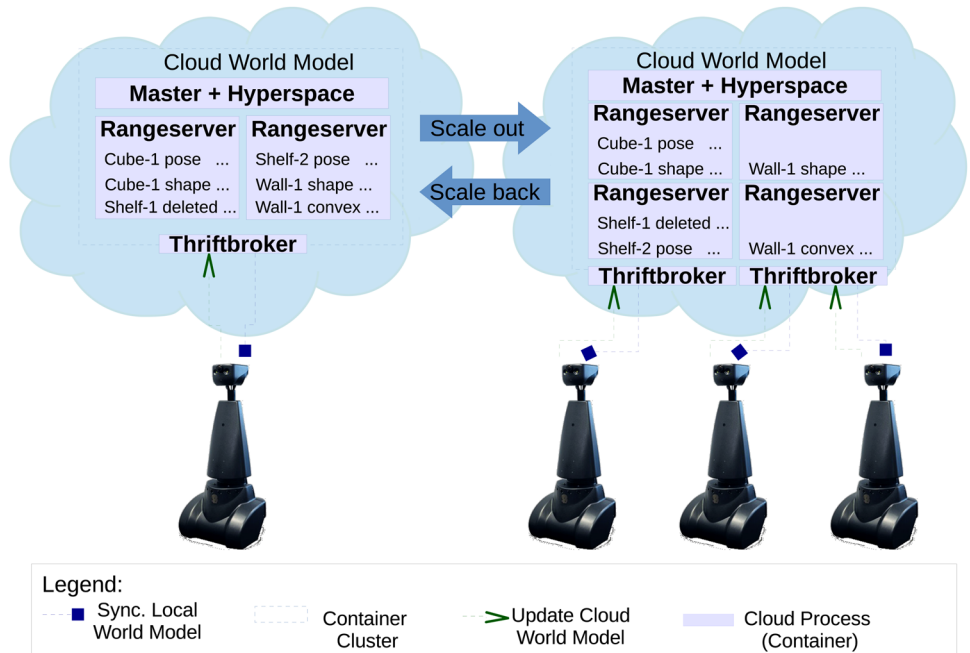 Cloud World Model
Master + Hyperspace
Rangeserver
Cube-1 pose ...
Cube-1 shape ...
Shelf-1 deleted ...
Rangeserver
Shelf-2 pose ...
Wall-1 shape ...
Wall-1 convex ...
Thriftbroker
Scale out
Scale back
Cloud World Model
Master + Hyperspace
Rangeserver
Cube-1 pose ...
Cube-1 shape ...
Rangeserver
Wall-1 shape ...
Rangeserver
Shelf-1 deleted ...
Shelf-2 pose ...
Rangeserver
Wall-1 convex ...
Thriftbroker
Thriftbroker
Legend:
Sync. Local
World Model
Container
Cluster
Update Cloud
World Model
Cloud Process
(Container)